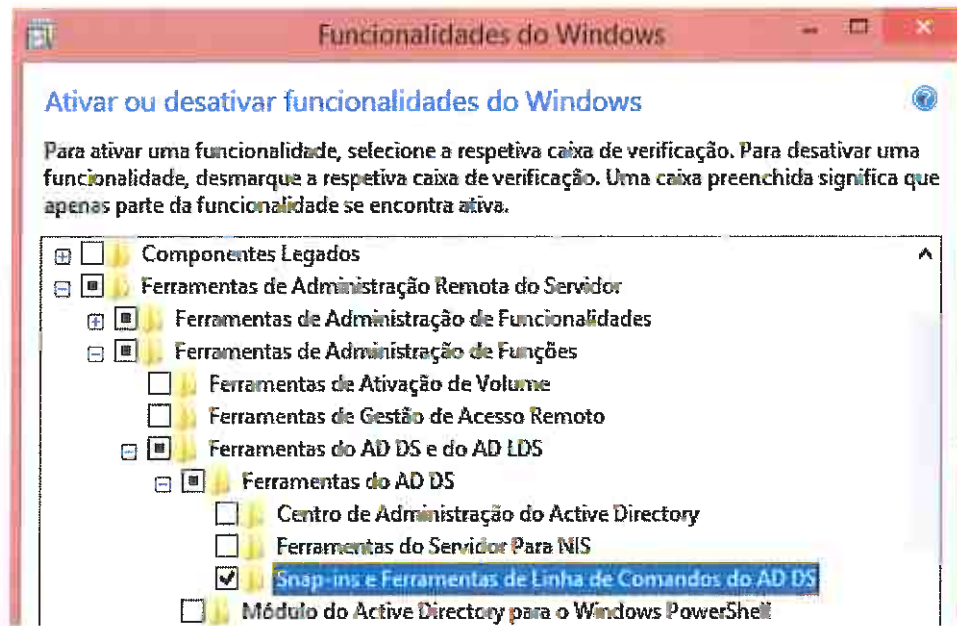 Funcionalidades do Windows
Ativar ou desativar funcionalidades do Windows
Para ativar uma funcionalidade, selecione a respetiva caixa de verificação. Para desativar uma
funcionalidade, desmarque a respetiva caixa de verificação. Uma caixa preenchida significa que
apenas parte da funcionalidade se encontra ativa.
Componentes Legados
Ferramentas de Administração Remota do Servidor
Ferramentas de Administração de Funcionalidades
Ferramentas de Administração de Funções
Ferramentas de Ativação de Volume
Ferramentas de Gestão de Acesso Remoto
Ferramentas do AD DS e do AD LDS
Ferramentas do AD DS
Centro de Administração do Active Directory
Ferramentas do Servidor Para NIS
Snap-ins e Ferramentas de Linha de Comandos do AD DS
Módulo do Active Directory para o Windows PowerShell